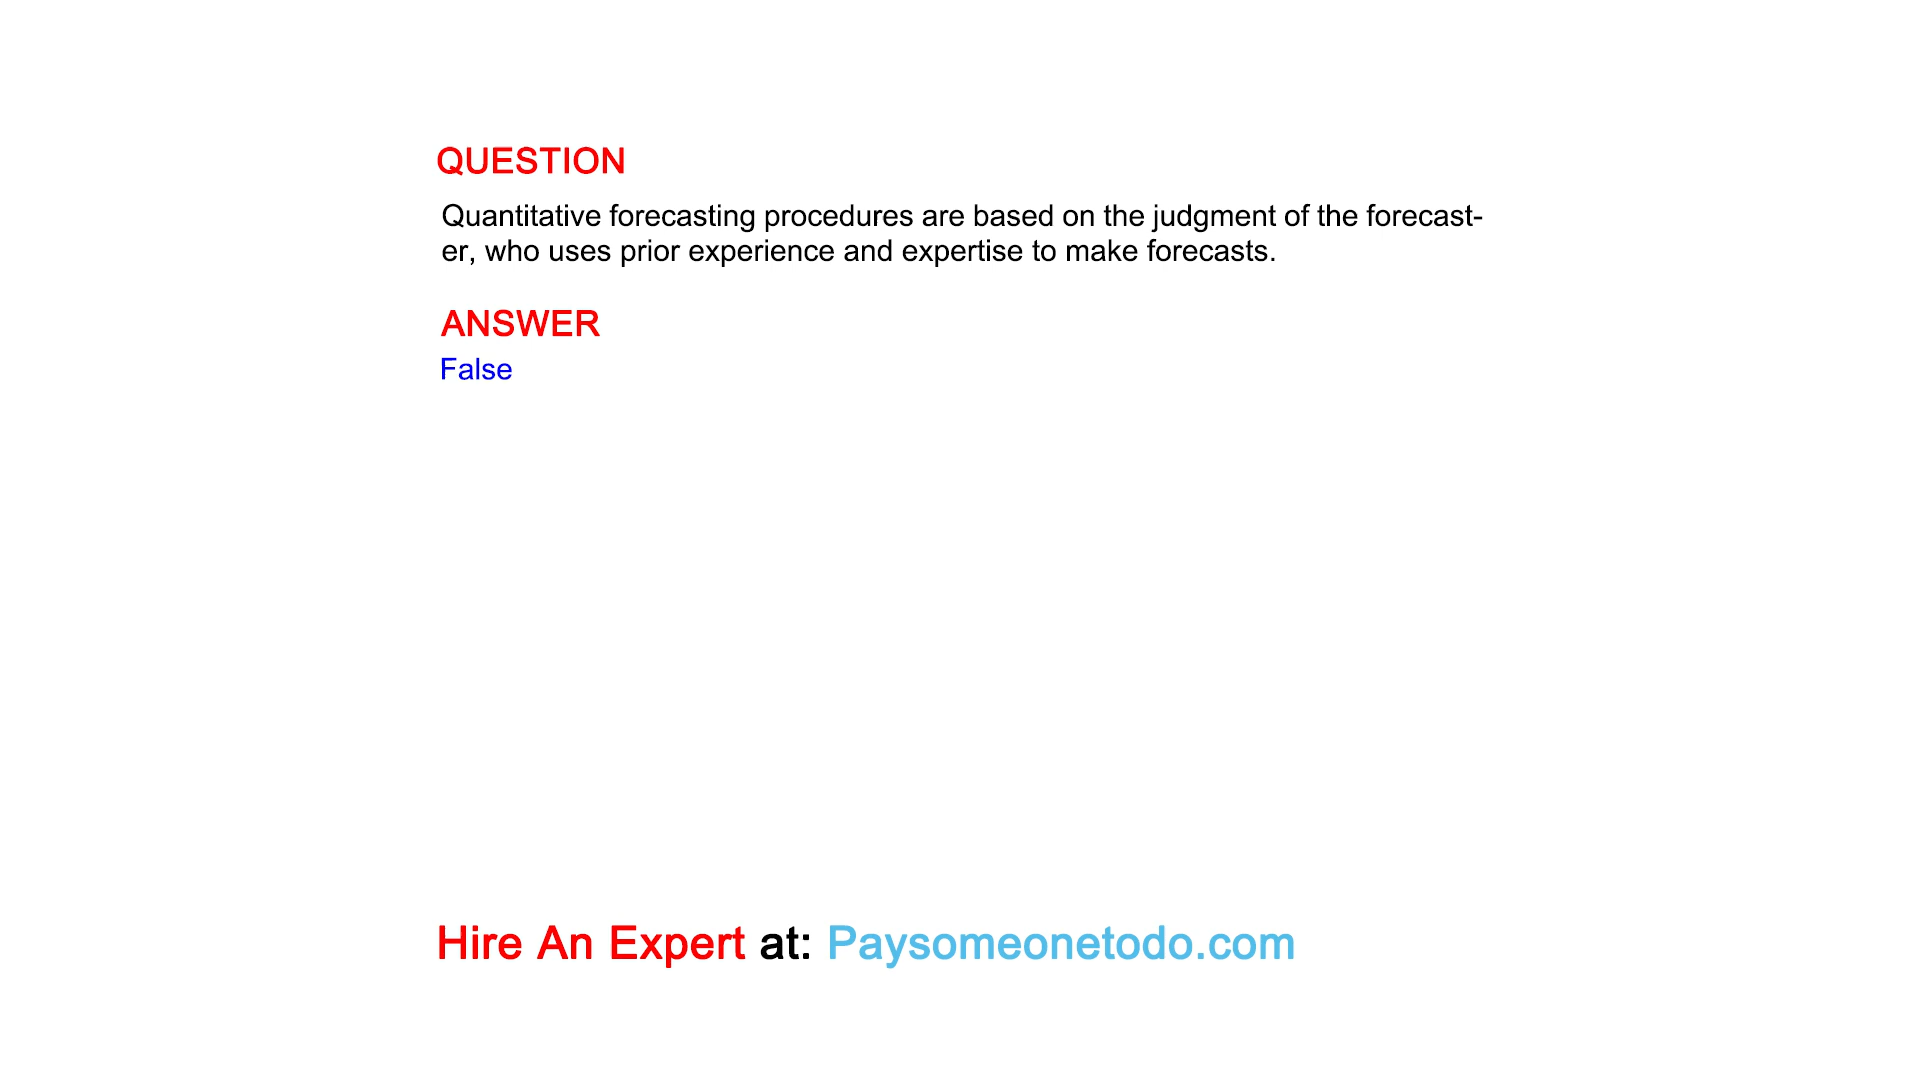 QUESTION
Quantitative forecasting procedures are based on the judgment of the forecast-
er, who uses prior experience and expertise to make forecasts.
ANSWER
False
Hire An Expert at: Paysomeonetodo.com